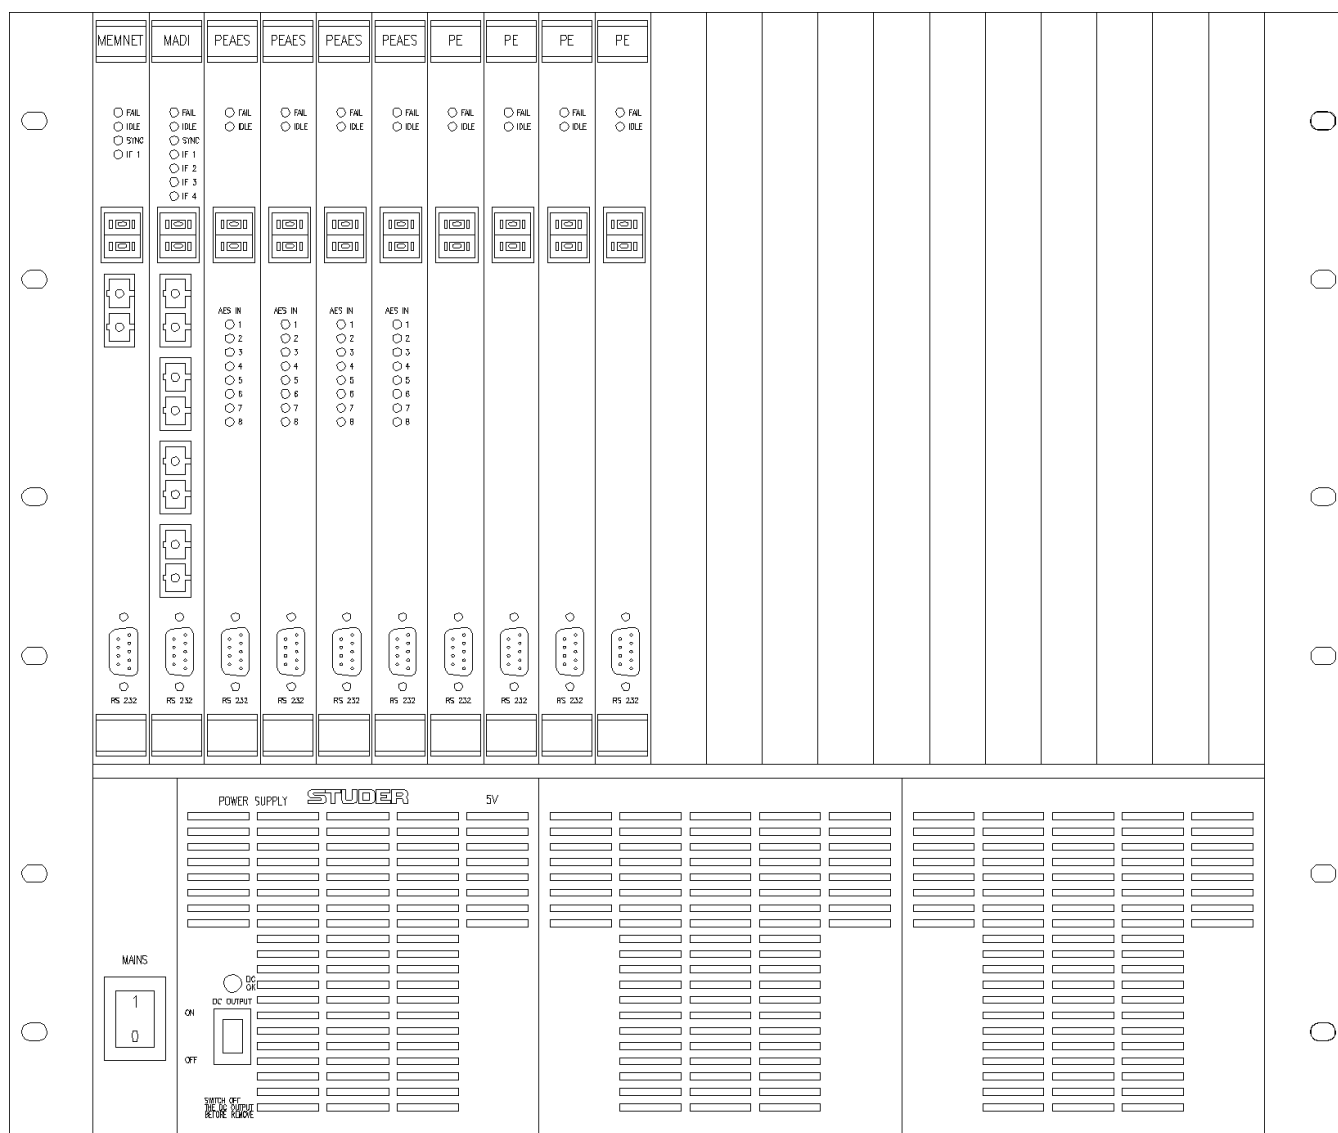 MEMNET MADI PEAES PEAES PEAES PEAES PE PE PE PE
FAIL FAIL FAIL FAIL FAIL FAIL FAIL FAIL FAIL FAIL
IDLE IDLE IDLE IDLE IDLE IDLE IDLE IDLE IDLE IDLE
SYNC SYNC
IF 1 IF 1
IF 2
IF 3
IF 4
AES IN AES IN AES IN AES IN
1 1 1 1
2 2 2 2
3 3 3 3
4 4 4 4
5 5 5 5
6 6 6 6
7 7 7 7
8 8 8 8
RS 232 RS 232 RS 232 RS 232 RS 232 RS 232 RS 232 RS 232 RS 232 RS 232
POWER SUPPLY STUDER 5V
MAINS
1
0
DC
OK
DC OUTPUT
ON
OFF
SWITCH OFF
THE DC OUTPUT
BEFORE REMOVE